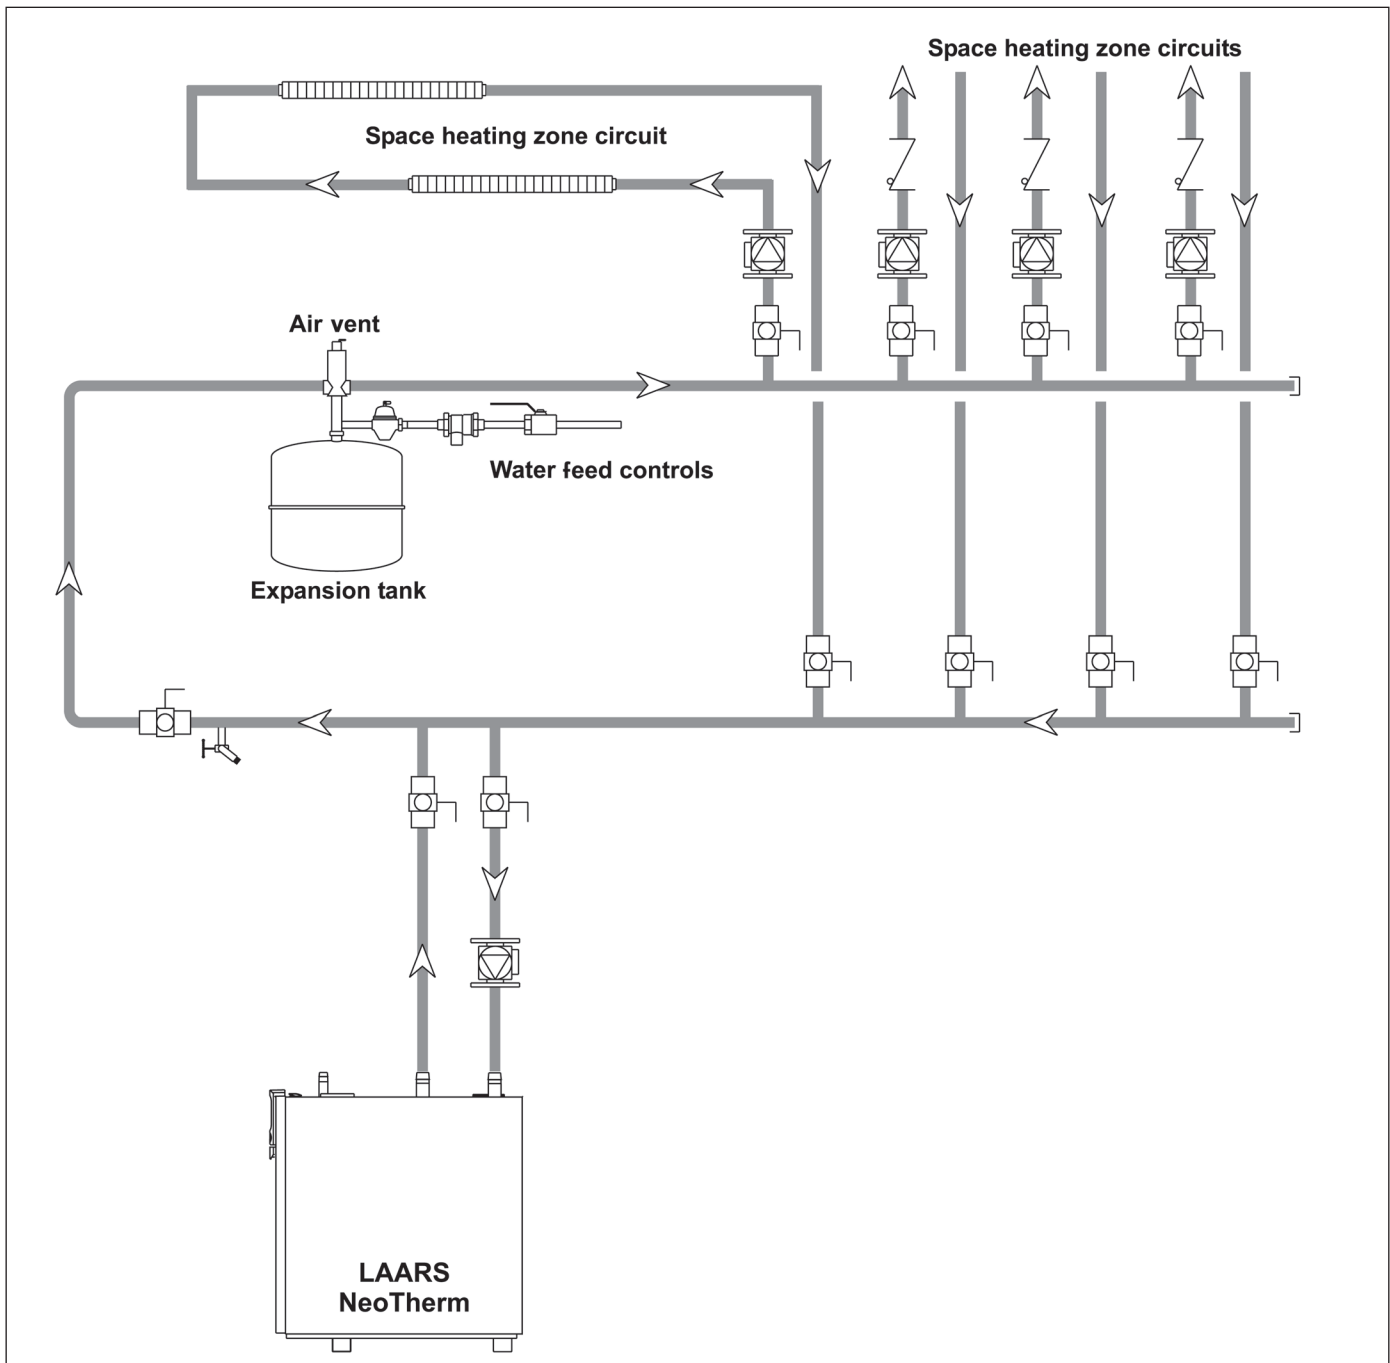 Space heating zone circuits
Space heating zone circuit
Air vent
Water feed controls
Expansion tank
LAARS
NeoTherm